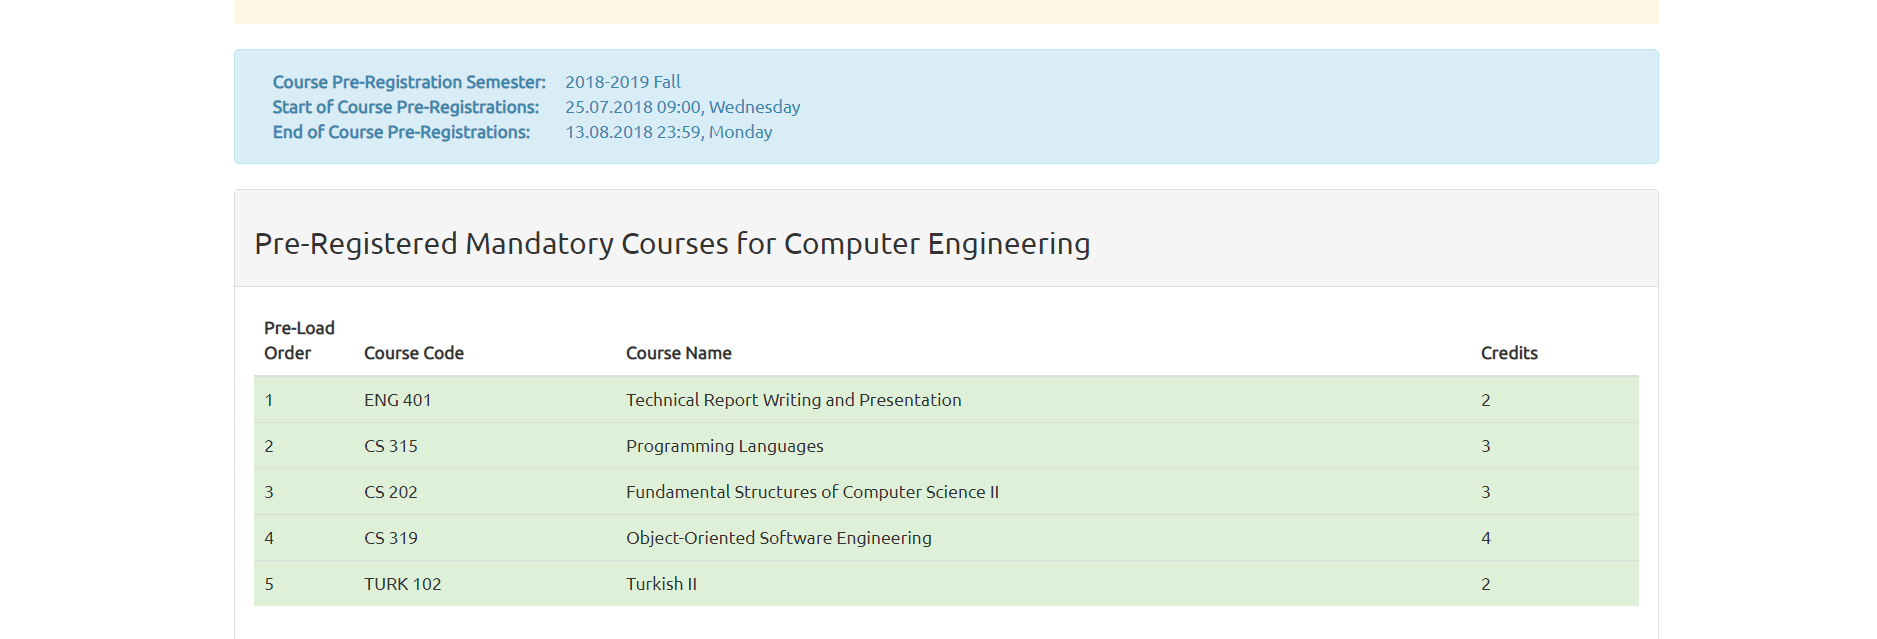 Course Pre-Registration Semester: 2018-2019 Fall
Start of Course Pre-Registrations: 25.07.2018 09:00, Wednesday
End of Course Pre-Registrations: 13.08.2018 23:59, Monday
Pre-Registered Mandatory Courses for Computer Engineering
Pre-Load
Order Course Code Course Name Credits
1 ENG 401 Technical Report Writing and Presentation 2
2 CS 315 Programming Languages 3
3 CS 202 Fundamental Structures of Computer Science II 3
4 CS 319 Object-Oriented Software Engineering 4
5 TURK 102 Turkish II 2